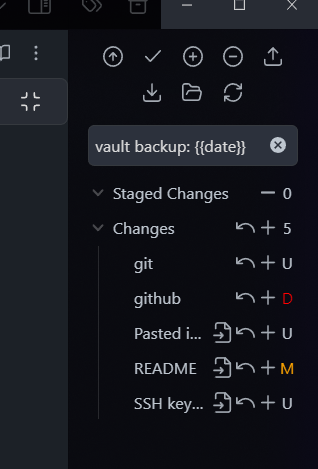 vault backup: {{date}}
Staged Changes 0
Changes 5
git U
github D
Pasted i... U
README M
SSH key... U